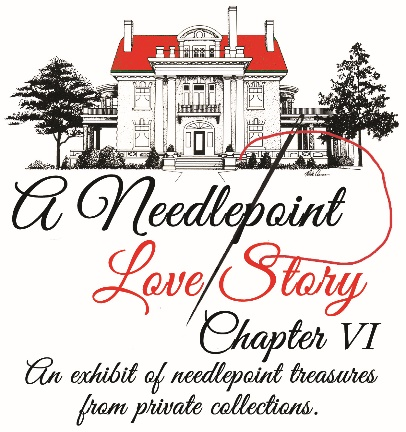 A Needlepoint
Love Story
Chapter VI
An exhibit of needlepoint treasures
from private collections.